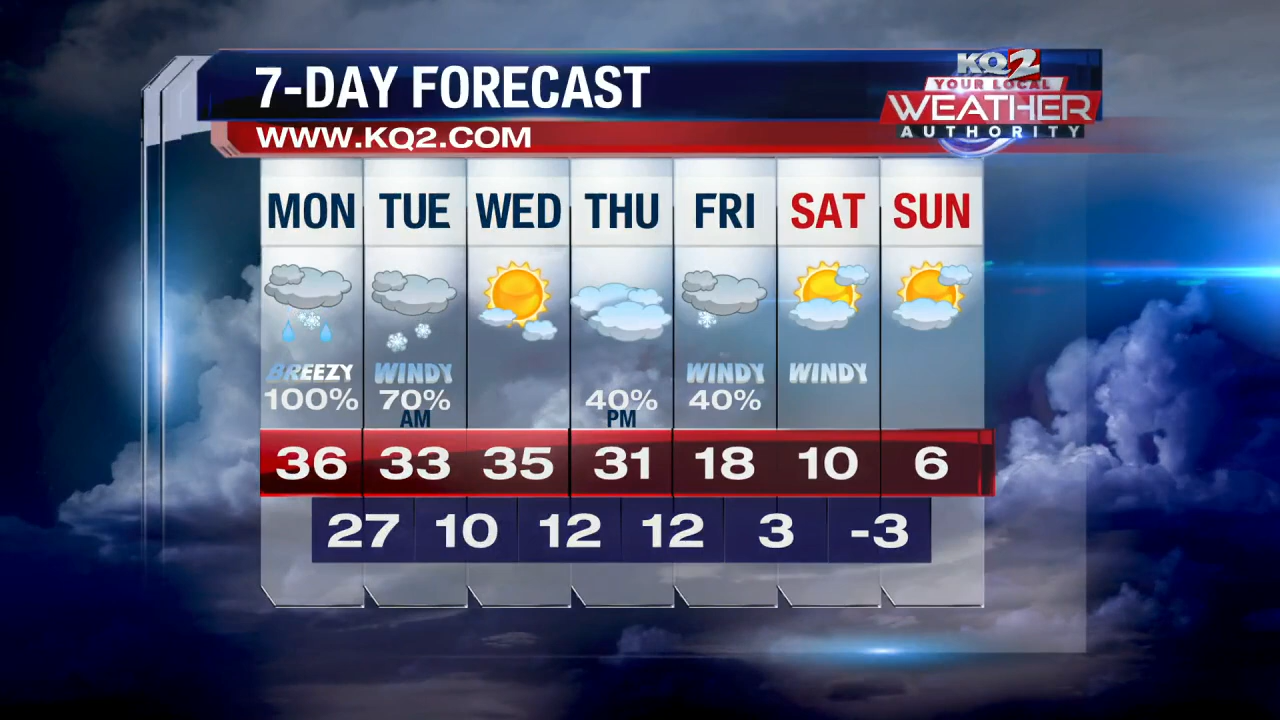 7-DAY FORECAST
WWW.KQ2.COM
KQ2
YOUR LOCAL
WEATHER
AUTHORITY
MON TUE WED THU FRI SAT SUN
BREEZY WINDY WINDY WINDY
100% 70% 40% 40%
AM PM
36 33 35 31 18 10 6
27 10 12 12 3 -3